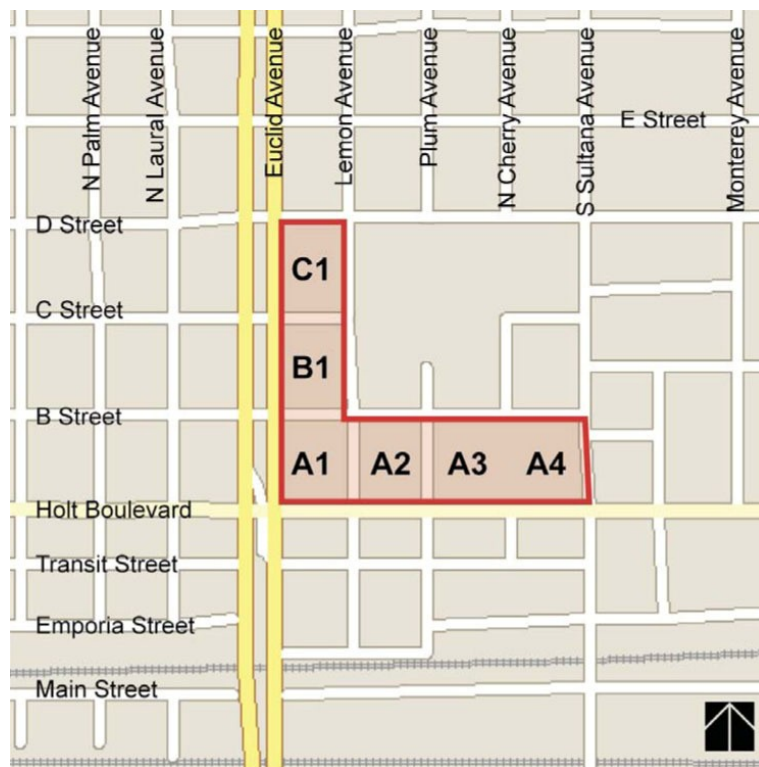 N Palm Avenue
N Laural Avenue
Euclid Avenue
Lemon Avenue
Plum Avenue
N Cherry Avenue
S Sultana Avenue
Monterey Avenue
E Street
D Street
C1
C Street
B1
B Street
A1 A2 A3 A4
Holt Boulevard
Transit Street
Emporia Street
Main Street